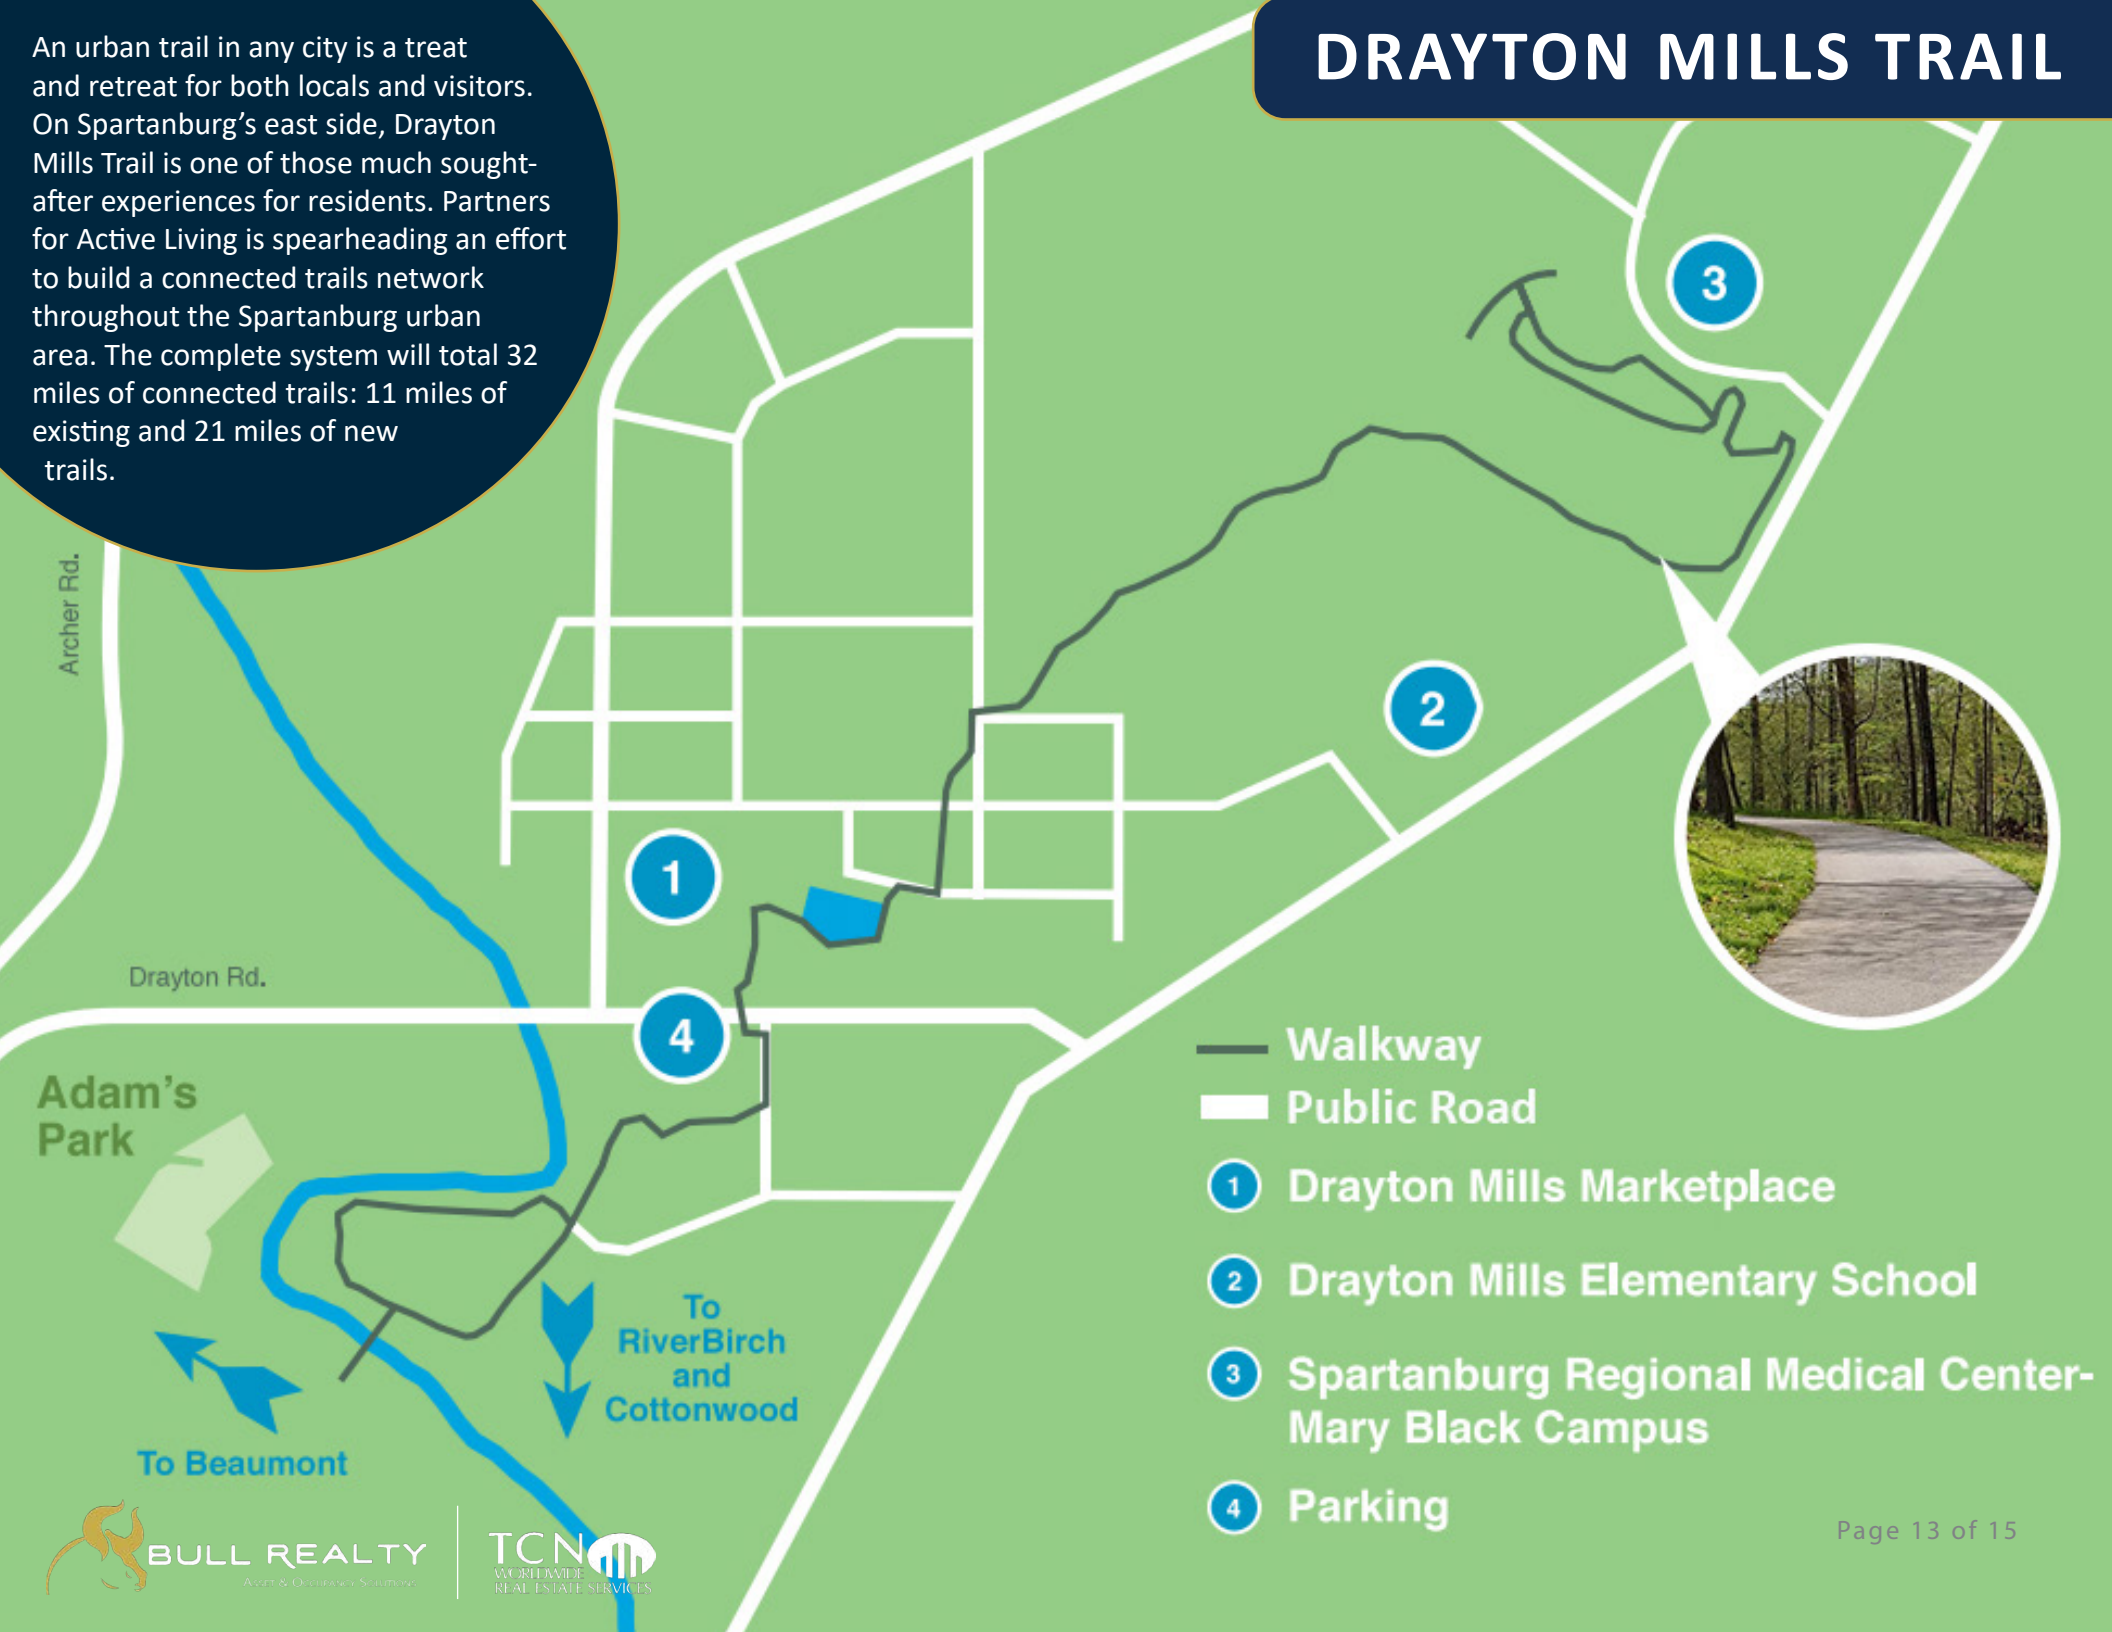 An urban trail in any city is a treat
and retreat for both locals and visitors.
On Spartanburg’s east side, Drayton
Mills Trail is one of those much sought-
after experiences for residents. Partners
for Active Living is spearheading an effort
to build a connected trails network
throughout the Spartanburg urban
area. The complete system will total 32
miles of connected trails: 11 miles of
existing and 21 miles of new
trails.
DRAYTON MILLS TRAIL
3
Archer Rd.
2
1
Drayton Rd.
4
Adam’s
Park
To
RiverBirch
and
Cottonwood
To Beaumont
Walkway
Public Road
1 Drayton Mills Marketplace
2 Drayton Mills Elementary School
3 Spartanburg Regional Medical Center-
Mary Black Campus
4 Parking
BULL REALTY
ASSET & OCCUPANCY SOLUTIONS
TCN
WORLDWIDE
REAL ESTATE SERVICES
Page 13 of 15